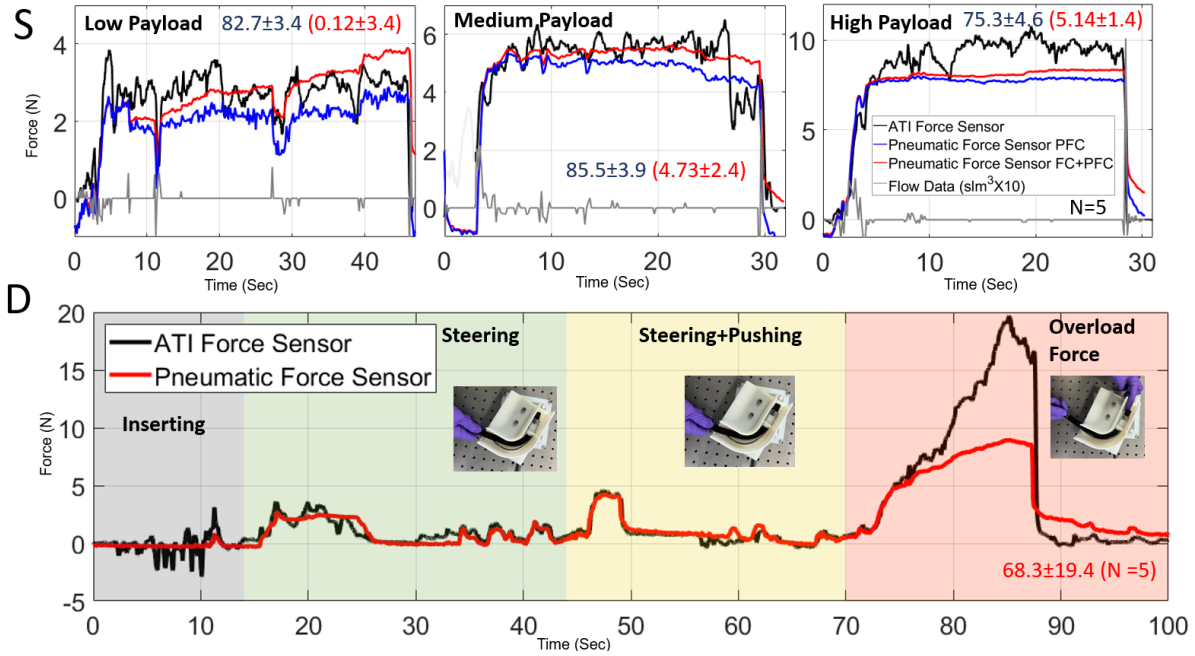 S
Low Payload 82.7±3.4 (0.12±3.4)
Force (N)
4
2
0
0 10 20 30 40
Time (Sec)
Medium Payload
6
4
2
0
85.5±3.9 (4.73±2.4)
0 10 20 30
Time (Sec)
High Payload 75.3±4.6 (5.14±1.4)
10
5
0
ATI Force Sensor
Pneumatic Force Sensor PFC
Pneumatic Force Sensor FC+PFC
Flow Data (slm³X10)
N=5
0 10 20 30
Time (Sec)
D
Force (N)
20
15
10
5
0
-5
ATI Force Sensor
Pneumatic Force Sensor
Inserting
Steering
Steering+Pushing
Overload
Force
68.3±19.4 (N =5)
0 10 20 30 40 50 60 70 80 90 100
Time (Sec)